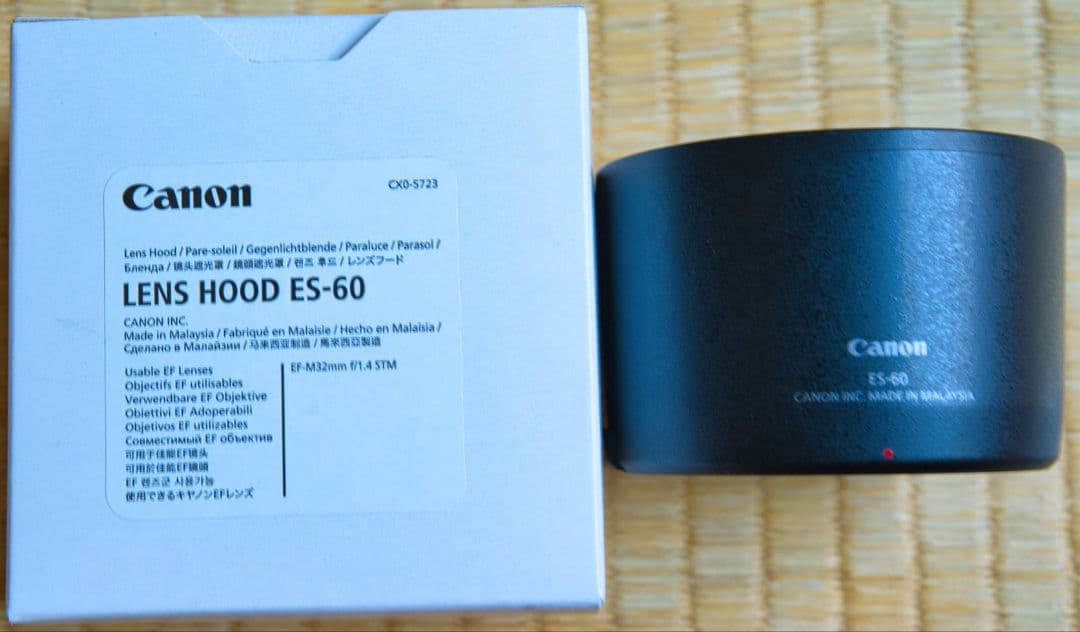 Canon
CX0-5723
Lens Hood / Pare-soleil / Gegenlichtblende / Paraluce / Parasol /
Бленда / 镜头遮光罩 / 鏡頭遮光罩 / 렌즈 후드 / レンズフード
LENS HOOD ES-60
CANON INC.
Made in Malaysia / Fabriqué en Malaisie / Hecho en Malaisia /
Сделано в Малайзии / 马来西亚制造 / 馬來西亞製造
Usable EF Lenses
Objectifs EF utilisables
Verwendbare EF Objektive
Obiettivi EF Adoperabili
Objetivos EF utilizables
Совместимый EF объектив
可用于佳能EF镜头
可用於佳能EF鏡頭
EF 렌즈군 사용가능
使用できるキヤノンEFレンズ
EF-M32mm f/1.4 STM
Canon
ES-60
CANON INC. MADE IN MALAYSIA